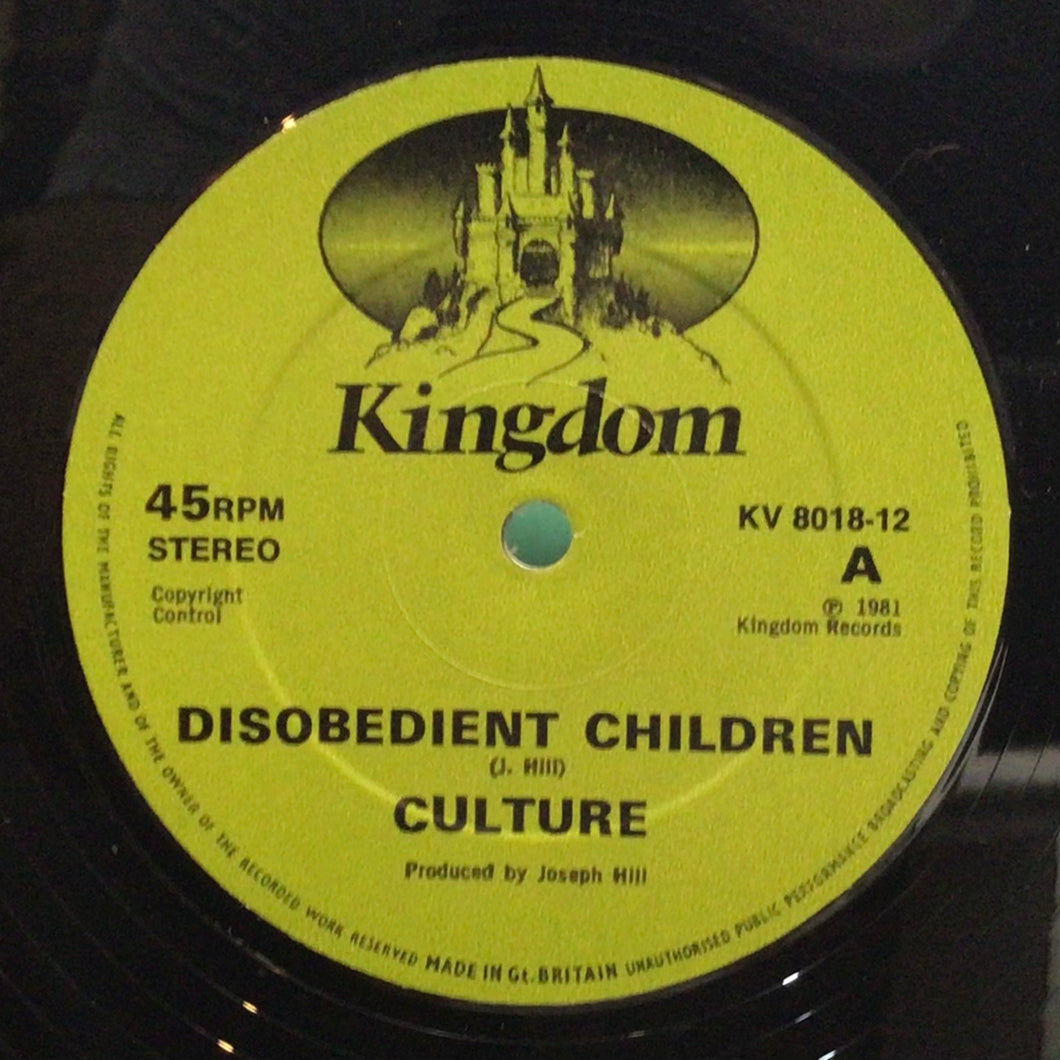 Kingdom
45RPM
STEREO
Copyright
Control
KV 8018-12
A
℗ 1981
Kingdom Records
DISOBEDIENT CHILDREN
(J. Hill)
CULTURE
Produced by Joseph Hill
ALL RIGHTS OF THE MANUFACTURER AND OF THE OWNER OF THE RECORDED WORK RESERVED MADE IN Gt. BRITAIN UNAUTHORISED PUBLIC PERFORMANCE BROADCASTING AND COPYING OF THIS RECORD PROHIBITED